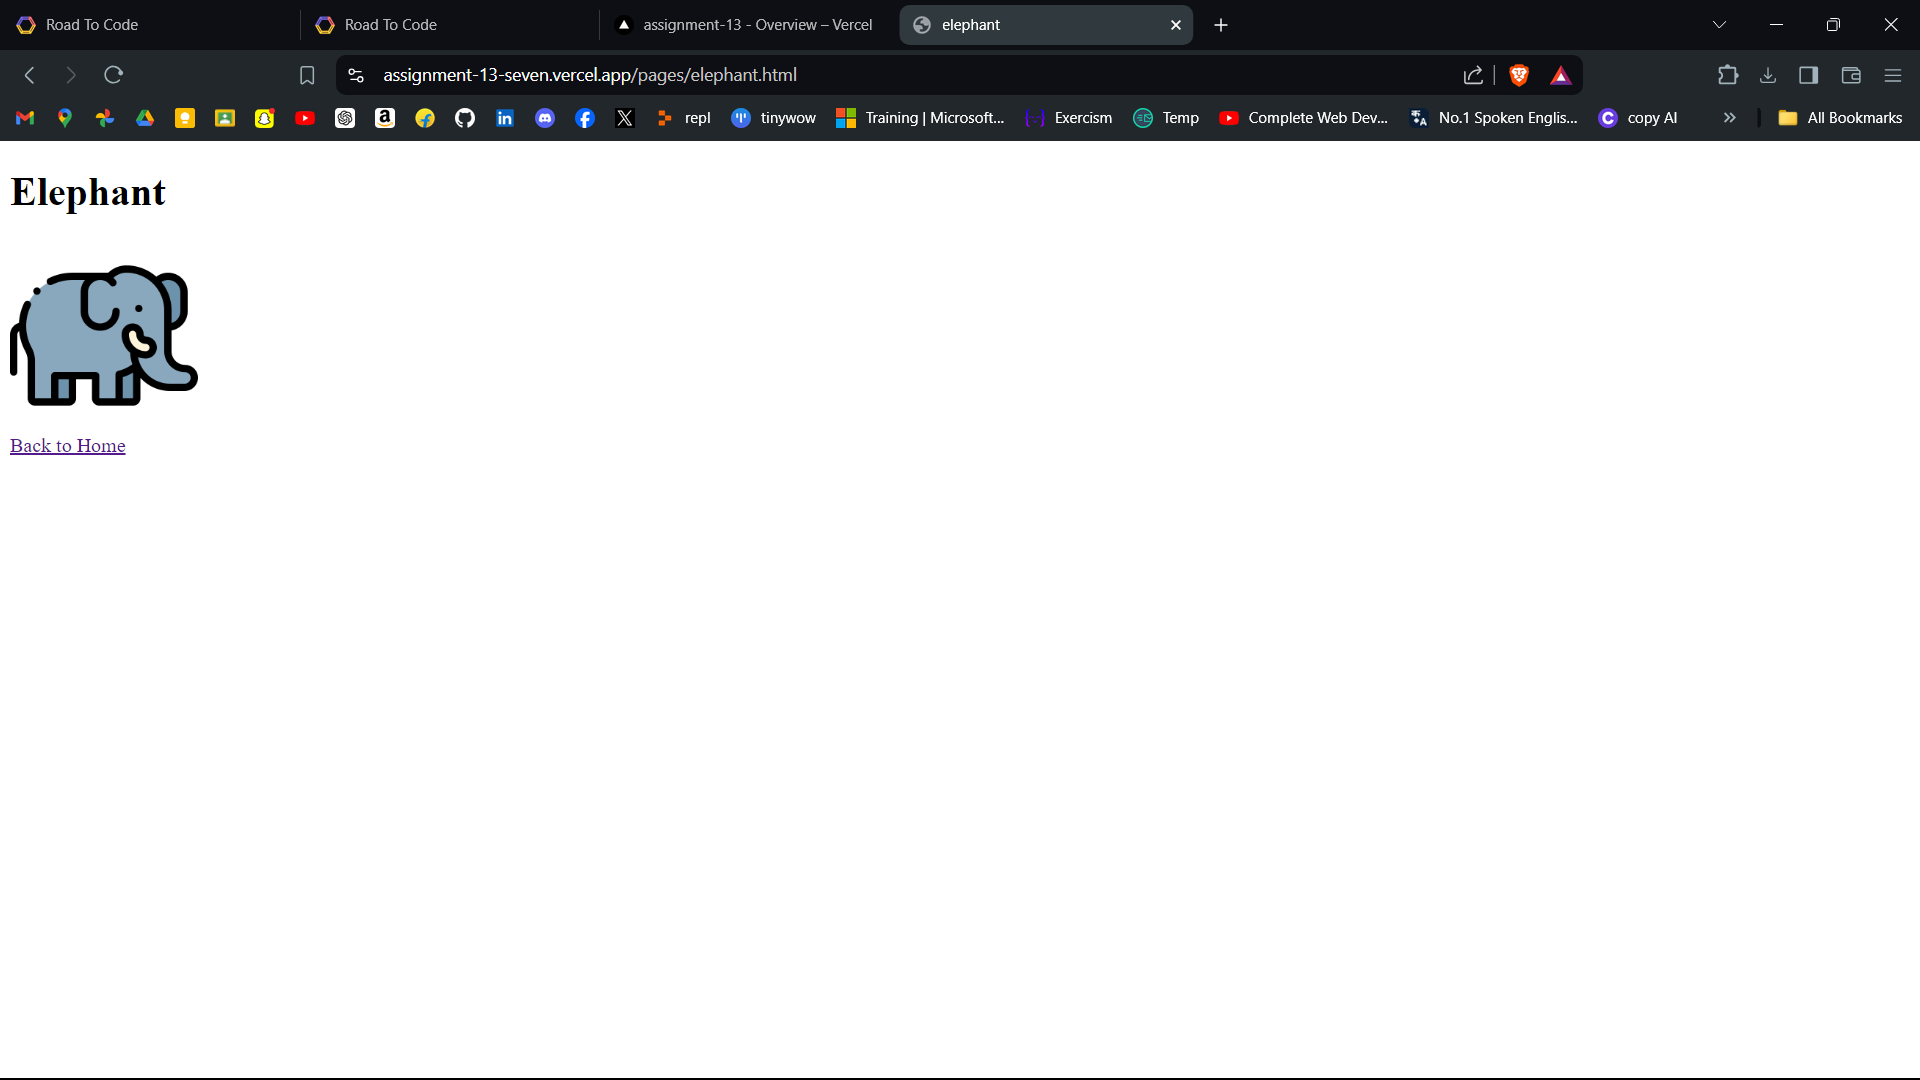 Road To Code
Road To Code
assignment-13 - Overview – Vercel
elephant
assignment-13-seven.vercel.app/pages/elephant.html
repl
tinywow
Training | Microsoft...
Exercism
Temp
Complete Web Dev...
No.1 Spoken Englis...
copy AI
All Bookmarks
Elephant
Back to Home